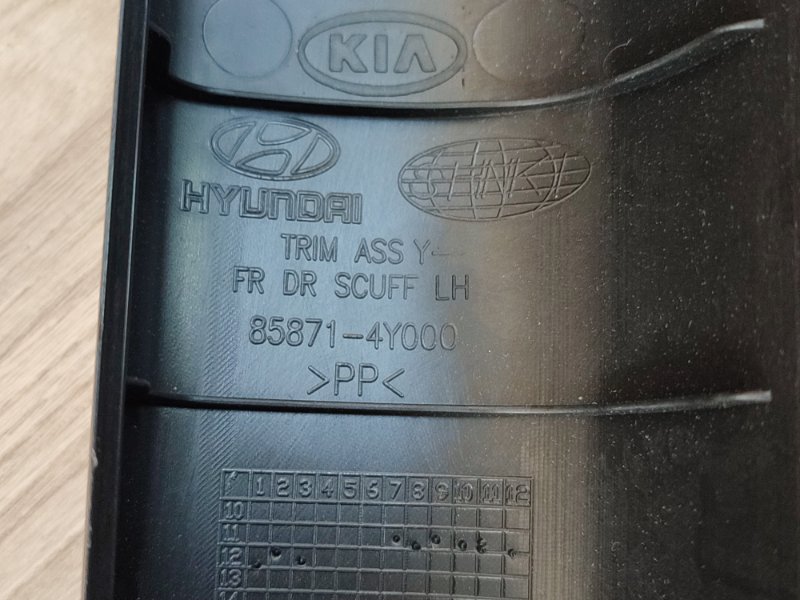 KIA
HYUNDAI
TRIM ASS Y-
FR DR SCUFF LH
85871-4Y000
>PP<
1 2 3 4 5 6 7 8 9 10 11 12
10
11
12
13